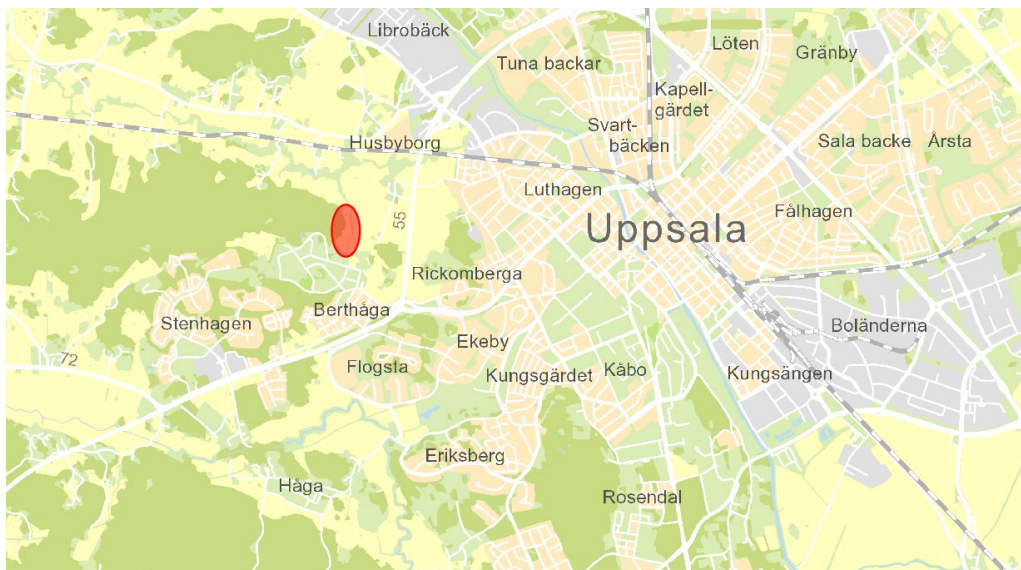 Librobäck
Löten
Gränby
Tuna backar
Kapell-
gärdet
Svart-
bäcken
Husbyborg
Sala backe
Årsta
Luthagen
Fålhagen
55
Uppsala
Rickomberga
Berthåga
Stenhagen
Boländerna
Ekeby
72
Flogsta
Kungsgärdet
Kåbo
Kungsängen
Eriksberg
Håga
Rosendal